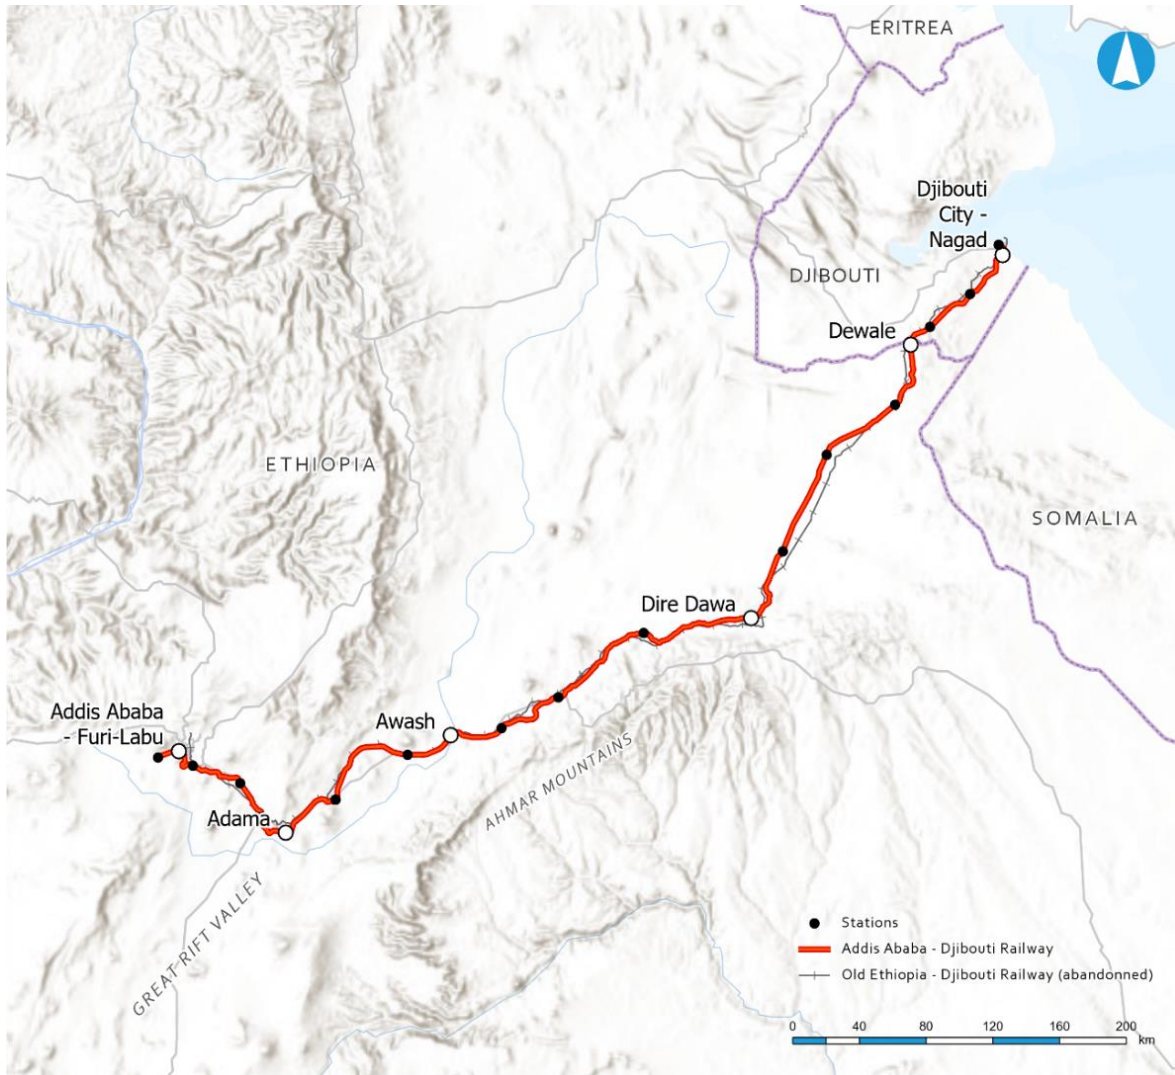 ERITREA
Djibouti
City -
Nagad
DJIBOUTI
Dewale
ETHIOPIA
SOMALIA
Dire Dawa
Addis Ababa
- Furi-Labu
Awash
AHMAR MOUNTAINS
Adama
GREAT RIFT VALLEY
Stations
Addis Ababa - Djibouti Railway
Old Ethiopia - Djibouti Railway (abandonned)
0 40 80 120 160 200
km